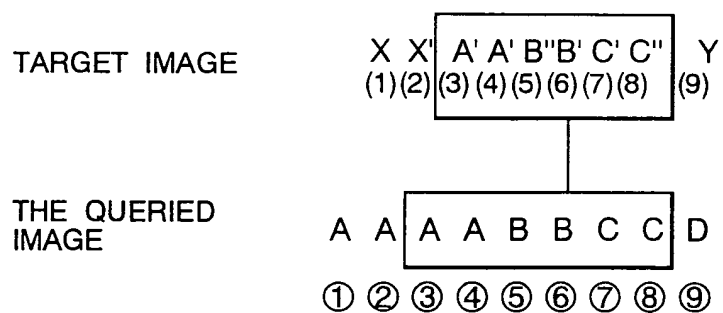 TARGET IMAGE
X X' A' A' B" B' C' C" Y
(1) (2) (3) (4) (5) (6) (7) (8) (9)
THE QUERIED
IMAGE
A A A A B B C C D
① ② ③ ④ ⑤ ⑥ ⑦ ⑧ ⑨